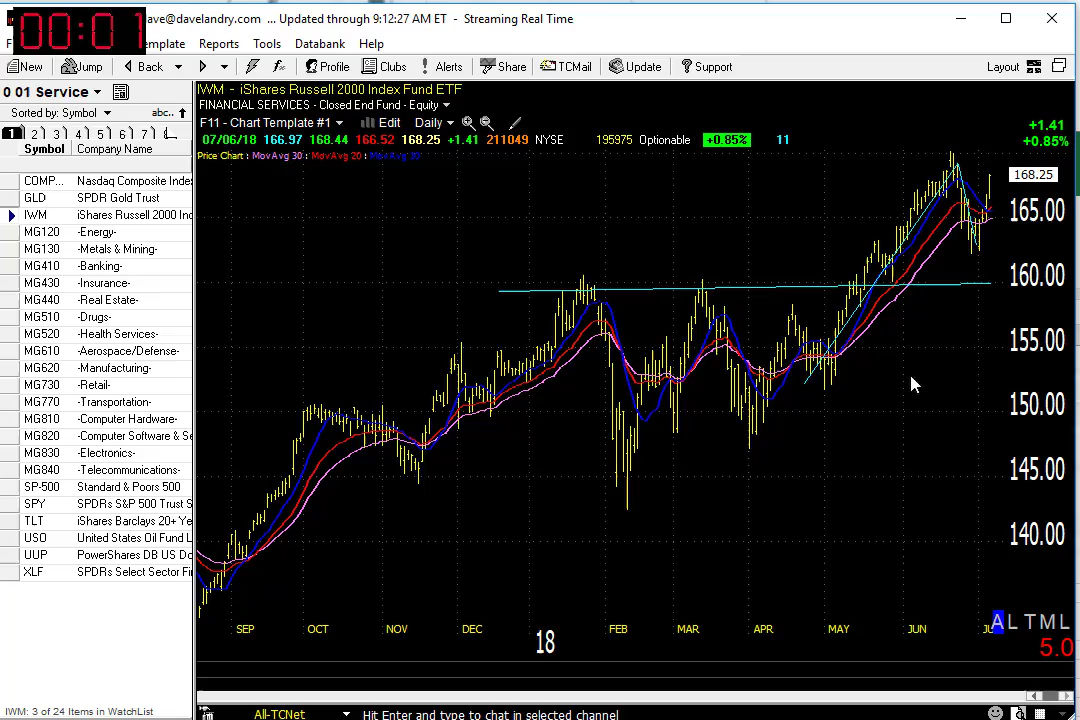 00:01
ave@davelandry.com ... Updated through 9:12:27 AM ET - Streaming Real Time
F emplate Reports Tools Databank Help
New Jump Back Profile Clubs Alerts Share TCMail Update Support Layout
0 01 Service
Sorted by: Symbol abc..
1 2 3 4 5 6 7
Symbol Company Name
COMP... Nasdaq Composite Inde
GLD SPDR Gold Trust
IWM iShares Russell 2000 Ind
MG120 -Energy-
MG130 -Metals & Mining-
MG410 -Banking-
MG430 -Insurance-
MG440 -Real Estate-
MG510 -Drugs-
MG520 -Health Services-
MG610 -Aerospace/Defense-
MG620 -Manufacturing-
MG730 -Retail-
MG770 -Transportation-
MG810 -Computer Hardware-
MG820 -Computer Software & Se
MG830 -Electronics-
MG840 -Telecommunications-
SP-500 Standard & Poors 500
SPY SPDRs S&P 500 Trust S
TLT iShares Barclays 20+ Ye
USO United States Oil Fund L
UUP PowerShares DB US Do
XLF SPDRs Select Sector Fi
IWM: 3 of 24 Items in WatchList
IWM - iShares Russell 2000 Index Fund ETF
FINANCIAL SERVICES - Closed End Fund - Equity
F11 - Chart Template #1 Edit Daily
07/06/18 166.97 168.44 166.52 168.25 +1.41 211049 NYSE 195975 Optionable +0.85% 11
Price Chart : MovAvg 30 : MovAvg 20 : MovAvg 10
+1.41
+0.85%
168.25
165.00
160.00
155.00
150.00
145.00
140.00
SEP OCT NOV DEC 18 FEB MAR APR MAY JUN JU
A L T M L
5.0
All-TCNet Hit Enter and type to chat in selected channel